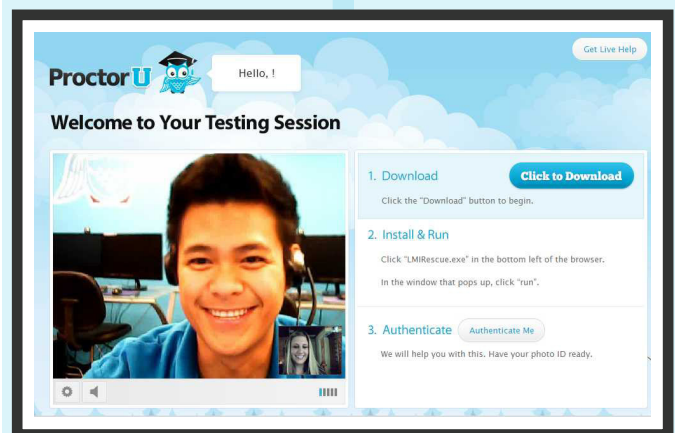 Get Live Help
ProctorU
Hello, !
Welcome to Your Testing Session
1. Download
Click to Download
Click the "Download" button to begin.
2. Install & Run
Click "LMIRescue.exe" in the bottom left of the browser.
In the window that pops up, click "run".
3. Authenticate
Authenticate Me
We will help you with this. Have your photo ID ready.